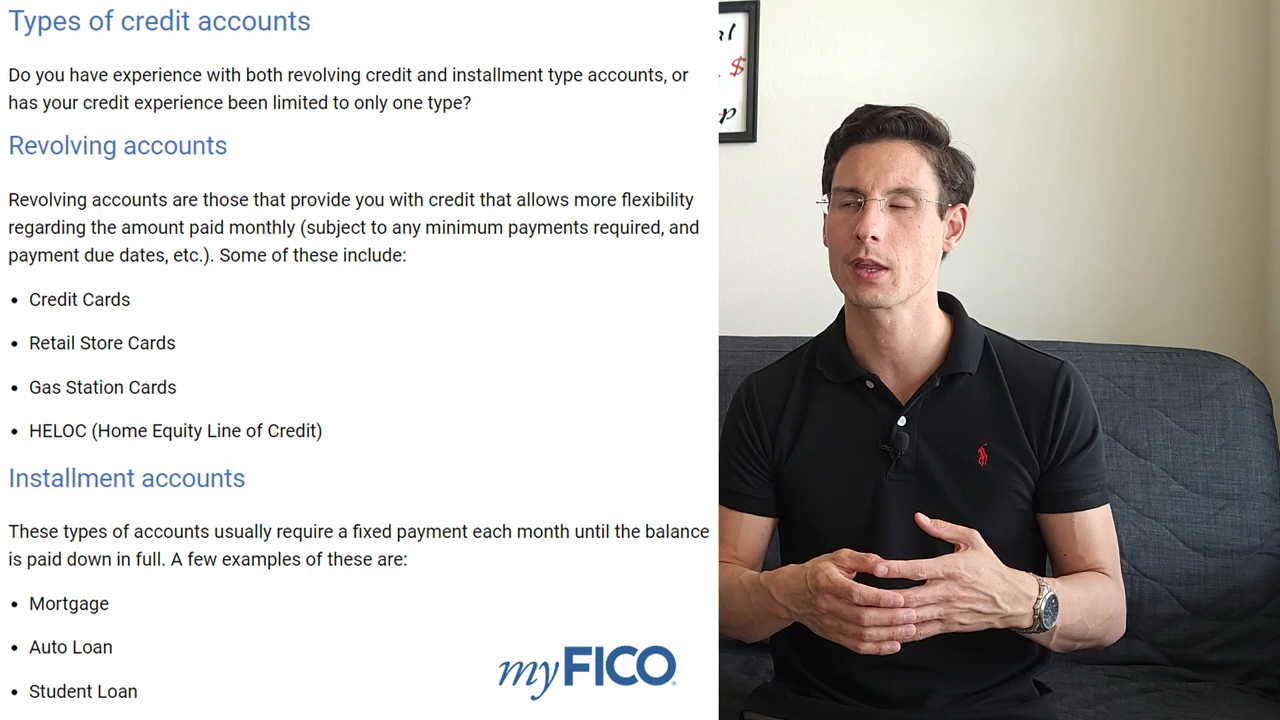 Types of credit accounts
Do you have experience with both revolving credit and installment type accounts, or
has your credit experience been limited to only one type?
Revolving accounts
Revolving accounts are those that provide you with credit that allows more flexibility
regarding the amount paid monthly (subject to any minimum payments required, and
payment due dates, etc.). Some of these include:
• Credit Cards
• Retail Store Cards
• Gas Station Cards
• HELOC (Home Equity Line of Credit)
Installment accounts
These types of accounts usually require a fixed payment each month until the balance
is paid down in full. A few examples of these are:
• Mortgage
• Auto Loan
• Student Loan
myFICO
$